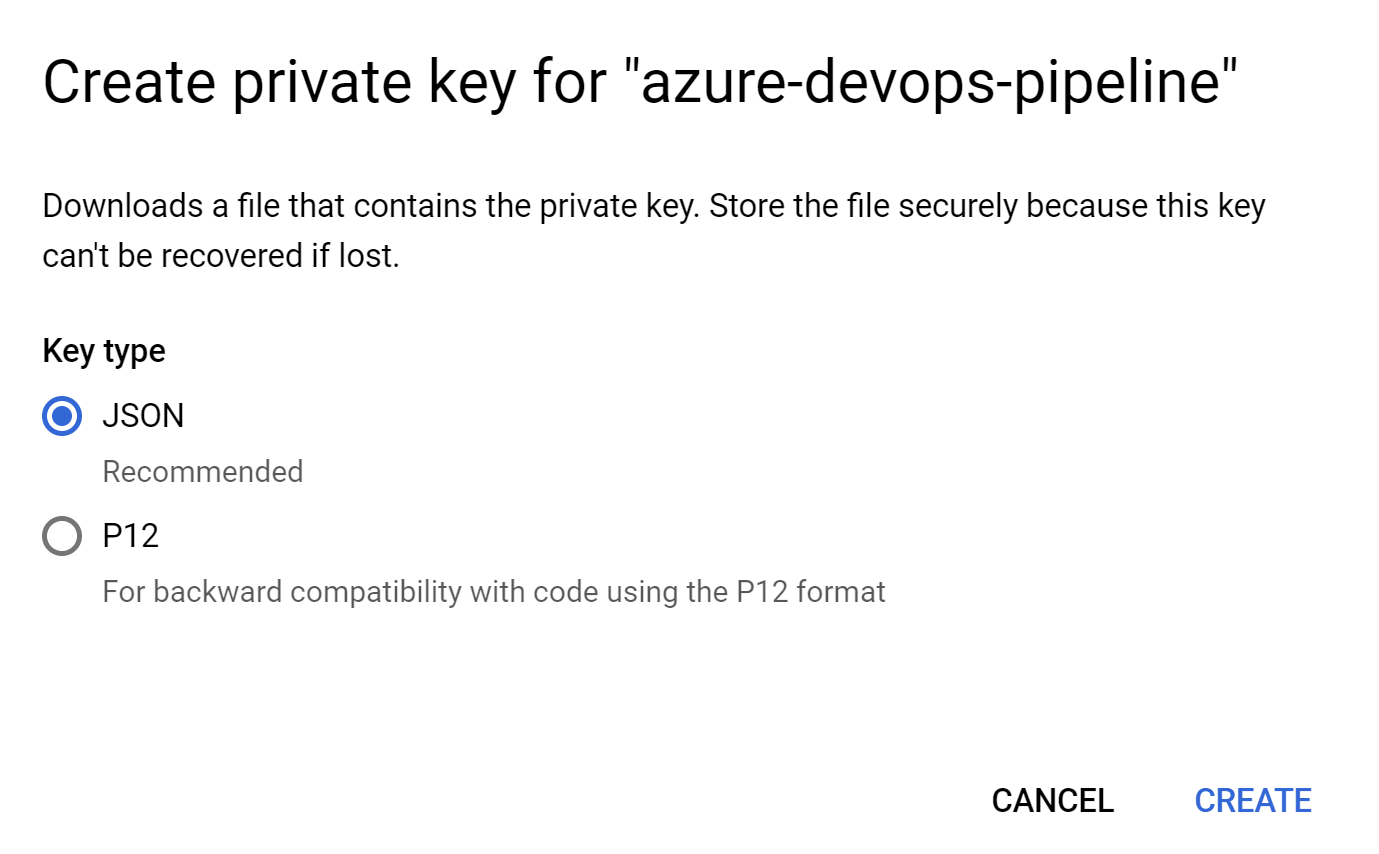 Create private key for "azure-devops-pipeline"
Downloads a file that contains the private key. Store the file securely because this key
can't be recovered if lost.
Key type
JSON
Recommended
P12
For backward compatibility with code using the P12 format
CANCEL CREATE